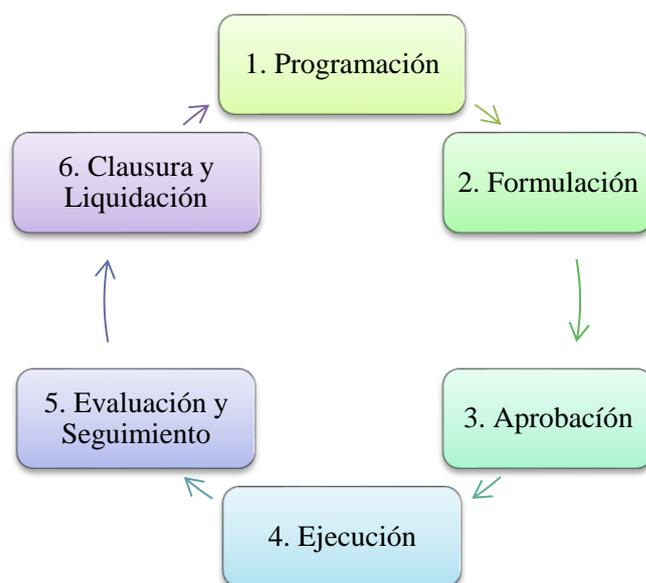 1. Programación
2. Formulación
3. Aprobacíón
4. Ejecución
5. Evaluación y
Seguimiento
6. Clausura y
Liquidación